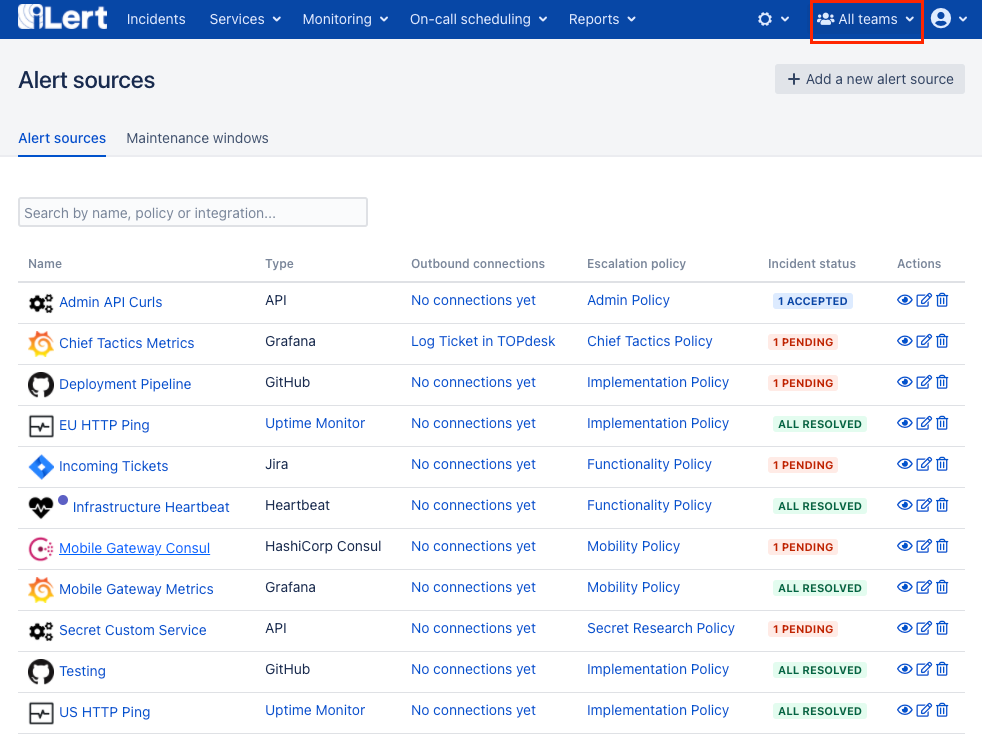 iLert Incidents Services Monitoring On-call scheduling Reports All teams
Alert sources
+ Add a new alert source
Alert sources Maintenance windows
Search by name, policy or integration...
Name Type Outbound connections Escalation policy Incident status Actions
Admin API Curls API No connections yet Admin Policy 1 ACCEPTED
Chief Tactics Metrics Grafana Log Ticket in TOPdesk Chief Tactics Policy 1 PENDING
Deployment Pipeline GitHub No connections yet Implementation Policy 1 PENDING
EU HTTP Ping Uptime Monitor No connections yet Implementation Policy ALL RESOLVED
Incoming Tickets Jira No connections yet Functionality Policy 1 PENDING
Infrastructure Heartbeat Heartbeat No connections yet Functionality Policy ALL RESOLVED
Mobile Gateway Consul HashiCorp Consul No connections yet Mobility Policy 1 PENDING
Mobile Gateway Metrics Grafana No connections yet Mobility Policy ALL RESOLVED
Secret Custom Service API No connections yet Secret Research Policy 1 PENDING
Testing GitHub No connections yet Implementation Policy ALL RESOLVED
US HTTP Ping Uptime Monitor No connections yet Implementation Policy ALL RESOLVED